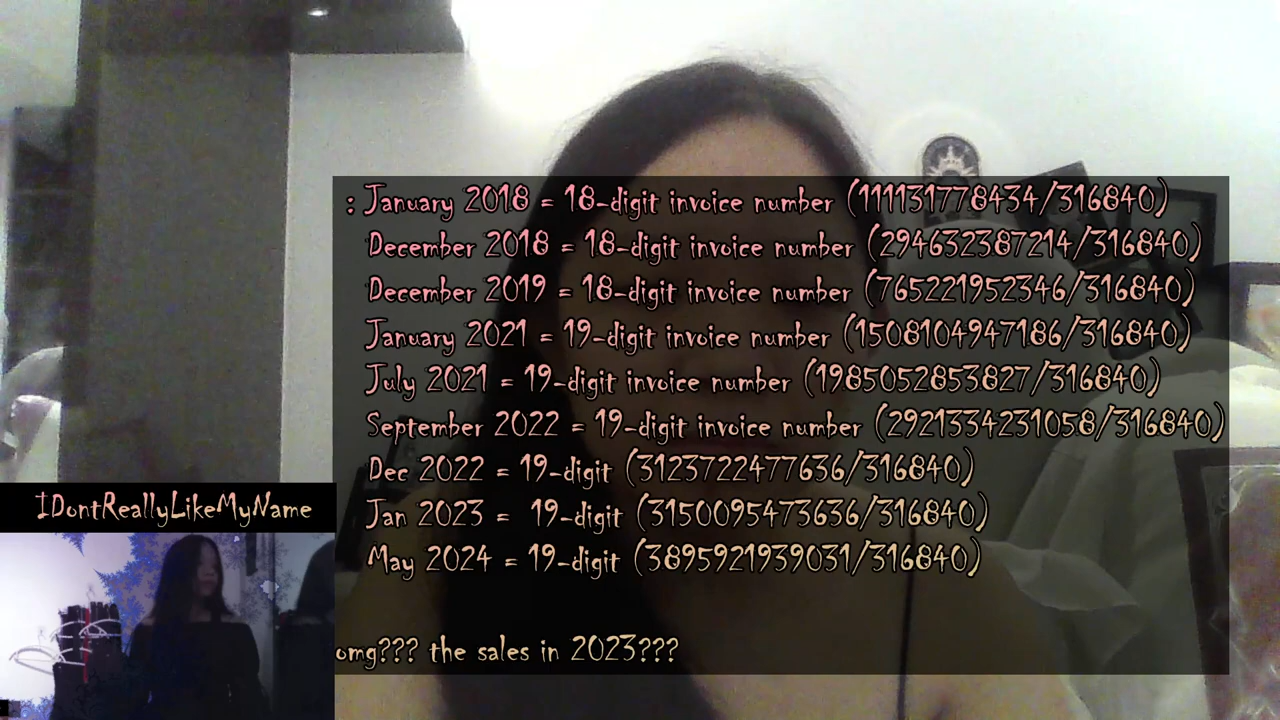 : January 2018 = 18-digit invoice number (111131778434/316840)
December 2018 = 18-digit invoice number (294632387214/316840)
December 2019 = 18-digit invoice number (765221952346/316840)
January 2021 = 19-digit invoice number (1508104947186/316840)
July 2021 = 19-digit invoice number (1985052853827/316840)
September 2022 = 19-digit invoice number (2921334231058/316840)
Dec 2022 = 19-digit (3123722477636/316840)
Jan 2023 = 19-digit (3150095473636/316840)
May 2024 = 19-digit (3895921939031/316840)
omg??? the sales in 2023???
IDontReallyLikeMyName